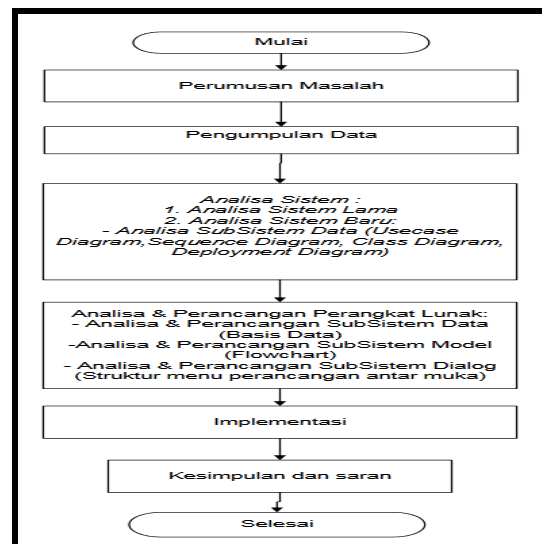 Mulai
Perumusan Masalah
Pengumpulan Data
Analisa Sistem :
1. Analisa Sistem Lama
2. Analisa Sistem Baru:
- Analisa SubSistem Data (Usecase
Diagram,Sequence Diagram, Class Diagram,
Deployment Diagram)
Analisa & Perancangan Perangkat Lunak:
- Analisa & Perancangan SubSistem Data
(Basis Data)
-Analisa & Perancangan SubSistem Model
(Flowchart)
- Analisa & Perancangan SubSistem Dialog
(Struktur menu perancangan antar muka)
Implementasi
Kesimpulan dan saran
Selesai